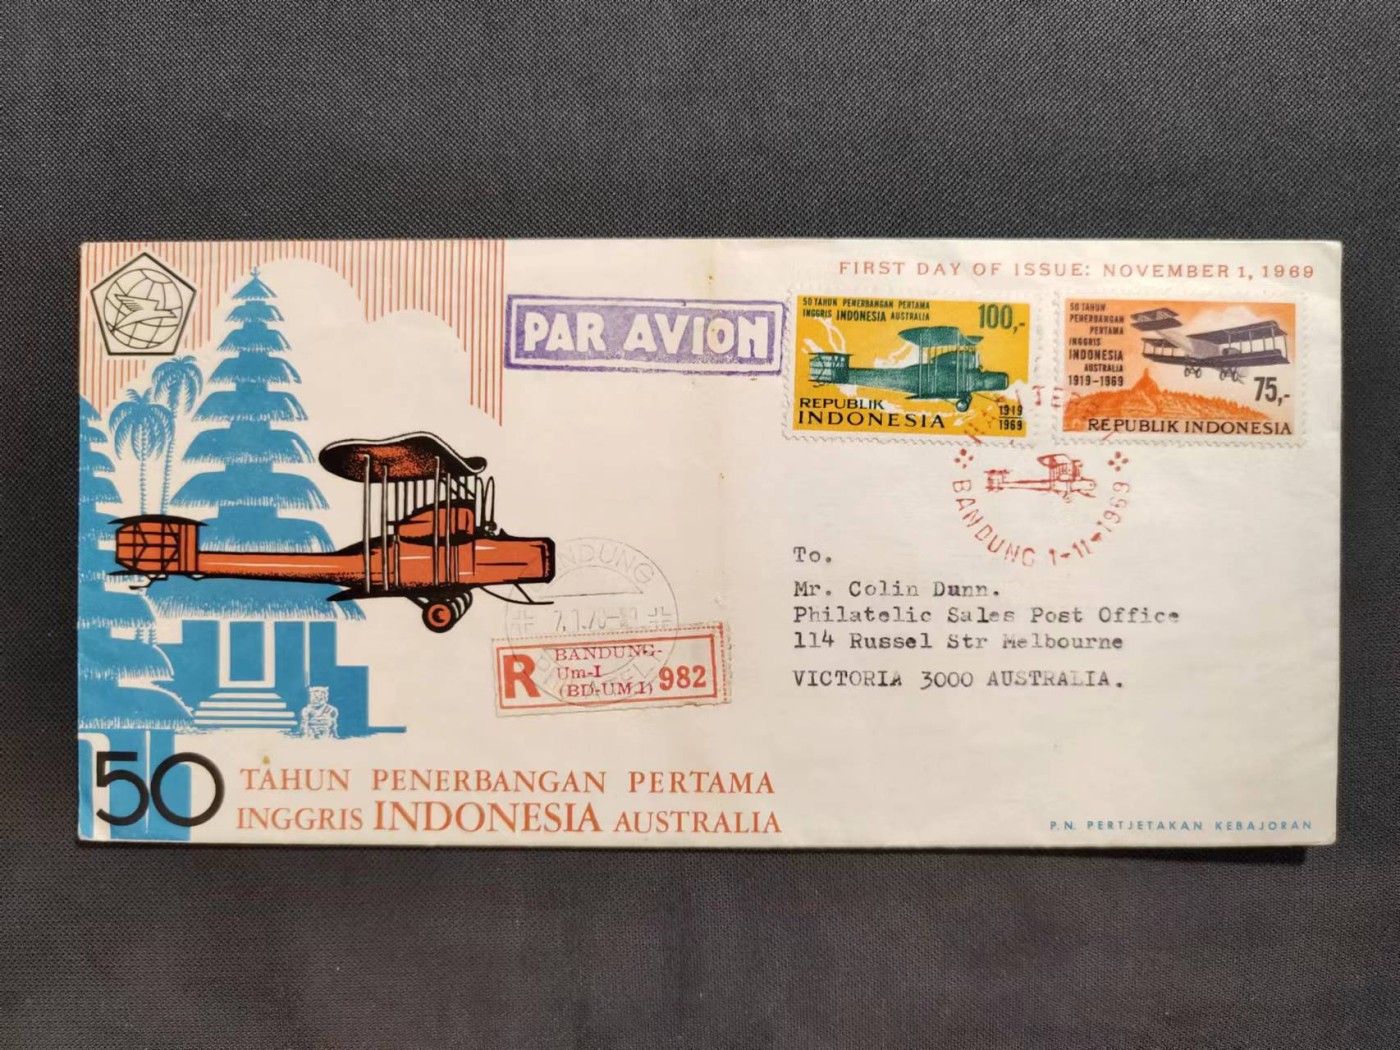 FIRST DAY OF ISSUE: NOVEMBER 1, 1969
PAR AVION
50 TAHUN PENERBANGAN PERTAMA
INGGRIS INDONESIA AUSTRALIA
100,-
REPUBLIK
INDONESIA
1919
1969
50 TAHUN
PENERBANGAN
PERTAMA
INGGRIS
INDONESIA
AUSTRALIA
1919-1969
75,-
REPUBLIK INDONESIA
BANDUNG 1-11-1969
To.
Mr. Colin Dunn.
Philatelic Sales Post Office
114 Russel Str Melbourne
VICTORIA 3000 AUSTRALIA.
BANDUNG
R
BANDUNG-
Um-I
(BD-UM.1)
982
50 TAHUN PENERBANGAN PERTAMA
INGGRIS INDONESIA AUSTRALIA
P.N. PERTJETAKAN KEBAJORAN